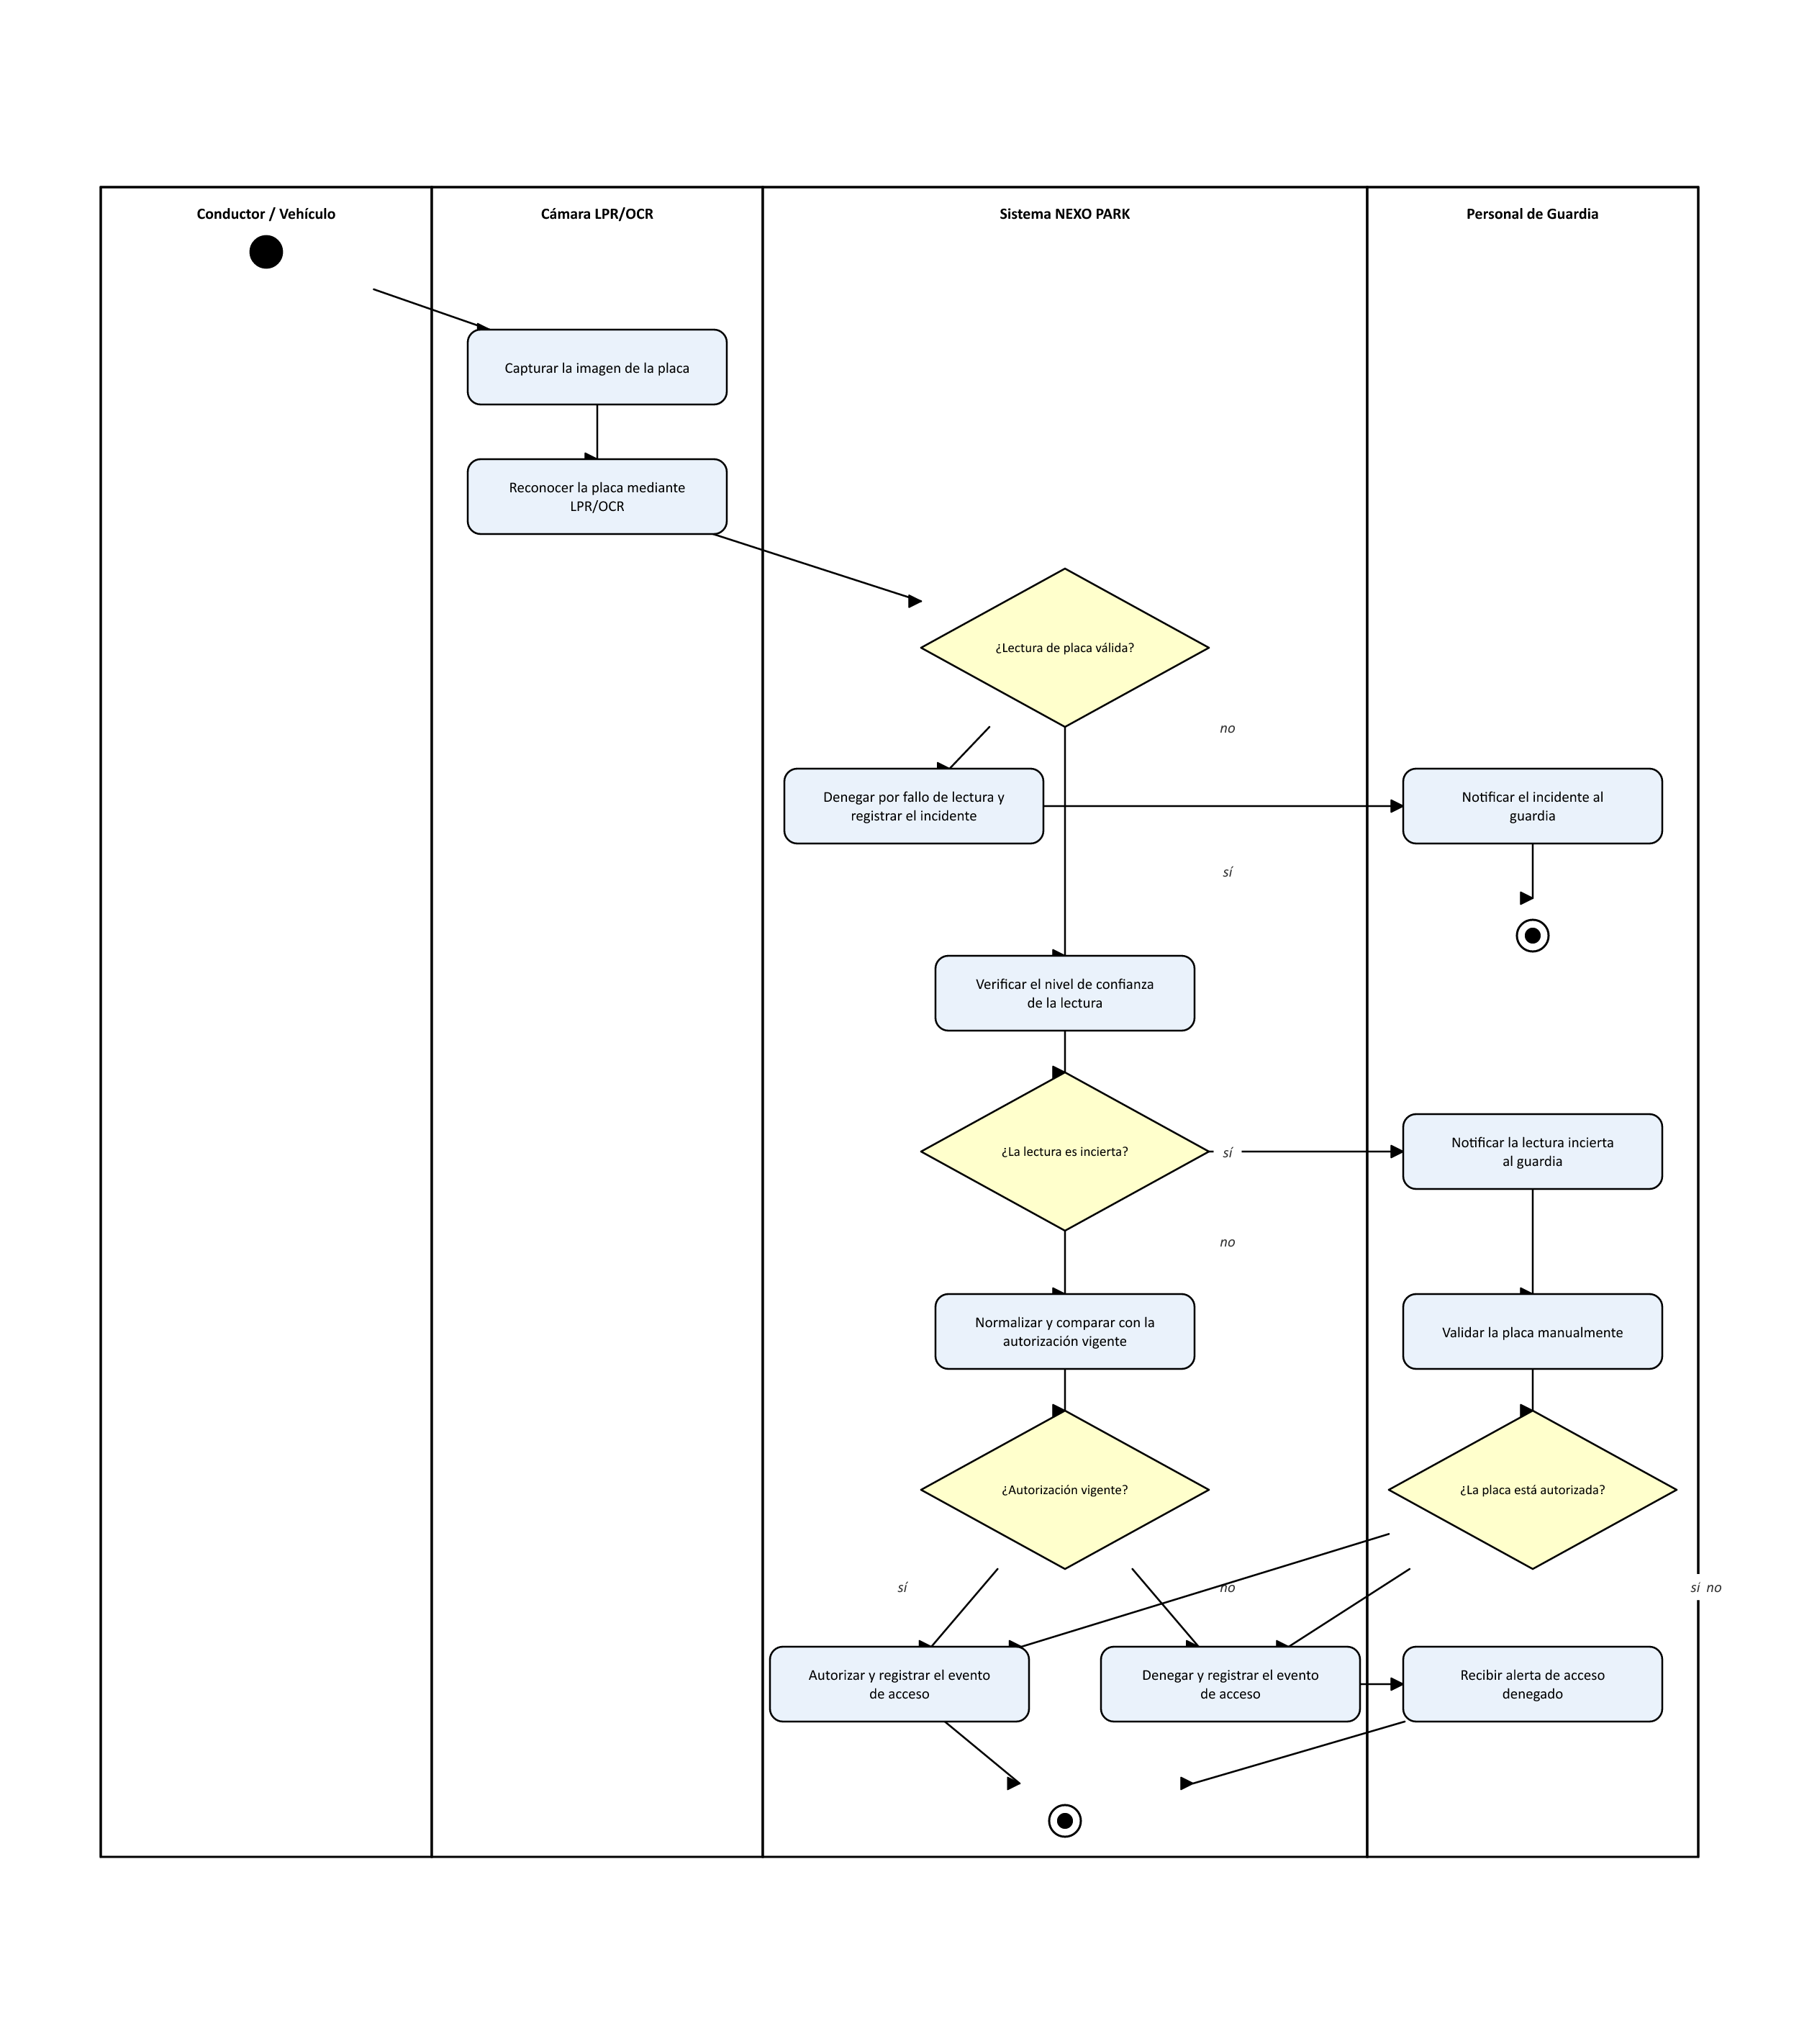 Conductor / Vehículo
Cámara LPR/OCR
Sistema NEXO PARK
Personal de Guardia
Capturar la imagen de la placa
Reconocer la placa mediante
LPR/OCR
¿Lectura de placa válida?
no
Denegar por fallo de lectura y
registrar el incidente
Notificar el incidente al
guardia
sí
Verificar el nivel de confianza
de la lectura
¿La lectura es incierta?
sí
Notificar la lectura incierta
al guardia
no
Normalizar y comparar con la
autorización vigente
Validar la placa manualmente
¿Autorización vigente?
¿La placa está autorizada?
sí
no
sí no
Autorizar y registrar el evento
de acceso
Denegar y registrar el evento
de acceso
Recibir alerta de acceso
denegado